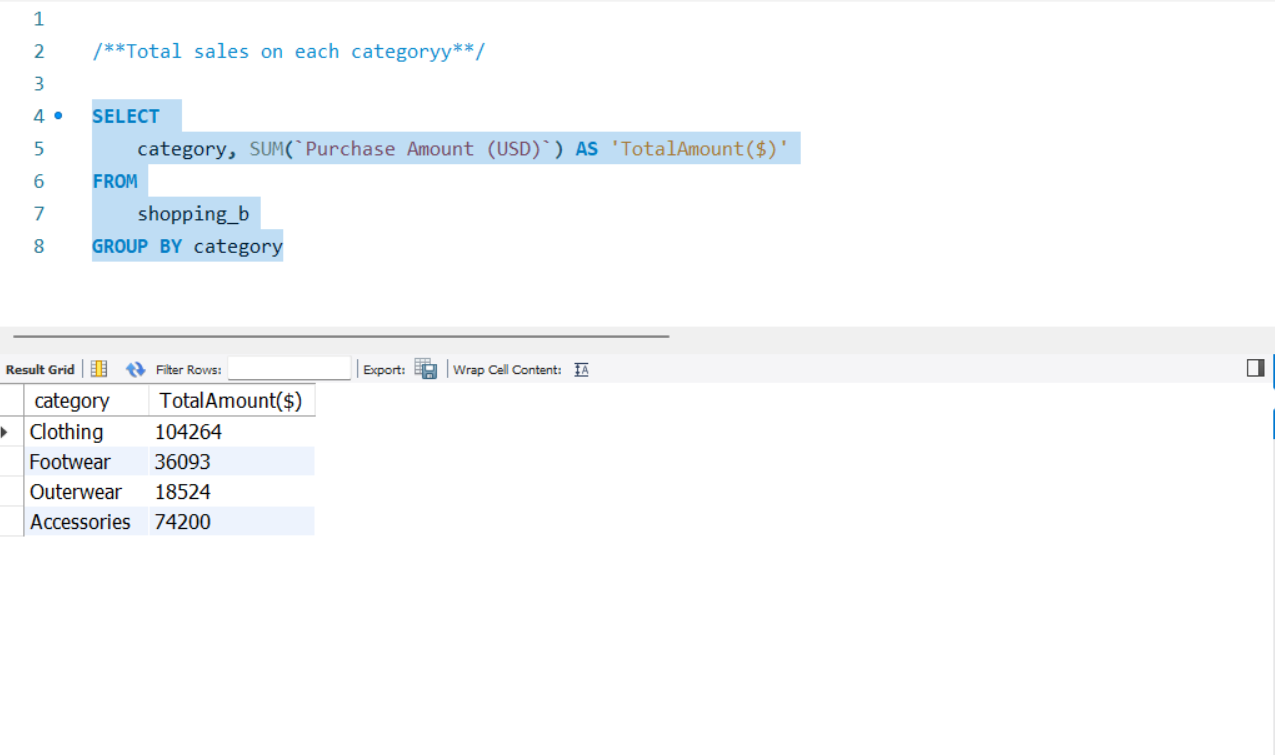 1
2 /**Total sales on each categoryy**/
3
4 SELECT
5 category, SUM(`Purchase Amount (USD)`) AS 'TotalAmount($)'
6 FROM
7 shopping_b
8 GROUP BY category
Result Grid Filter Rows: Export: Wrap Cell Content: IA
category TotalAmount($)
Clothing 104264
Footwear 36093
Outerwear 18524
Accessories 74200